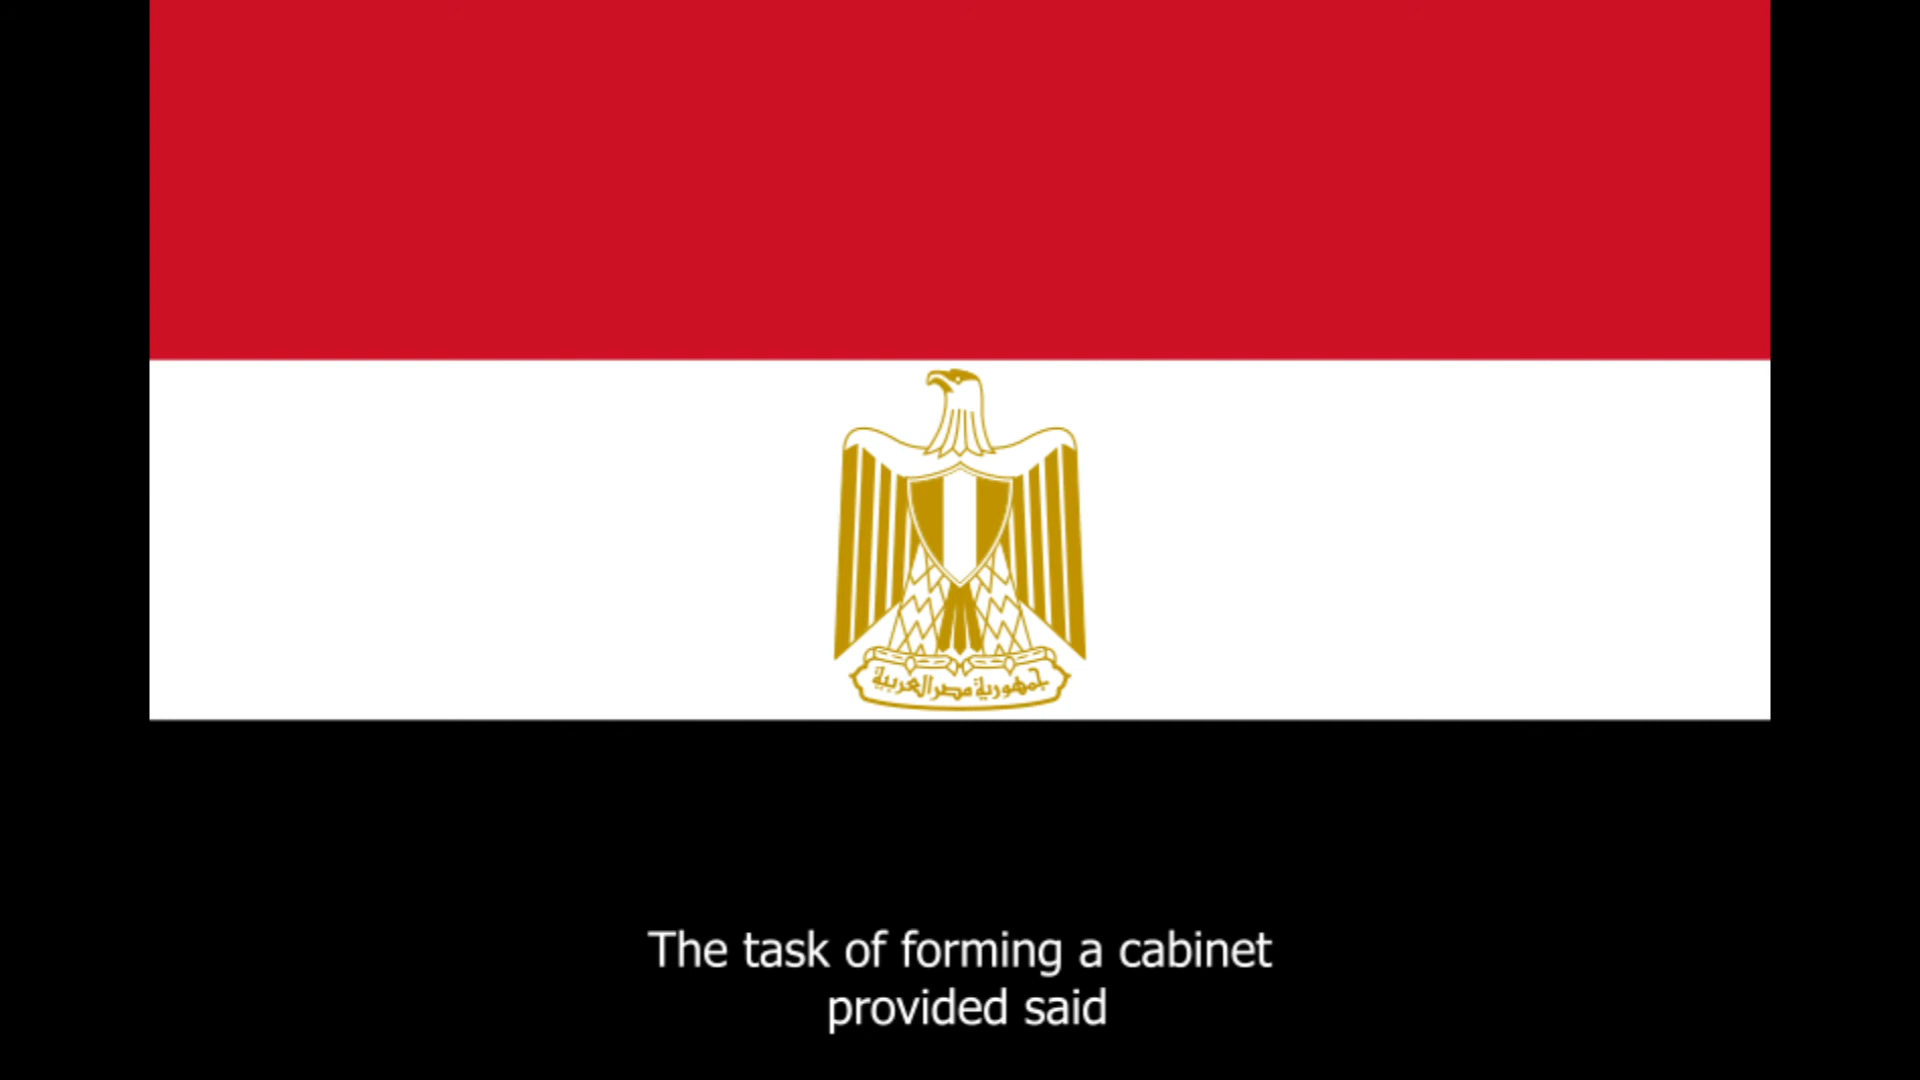 جمهورية مصر العربية
The task of forming a cabinet
provided said